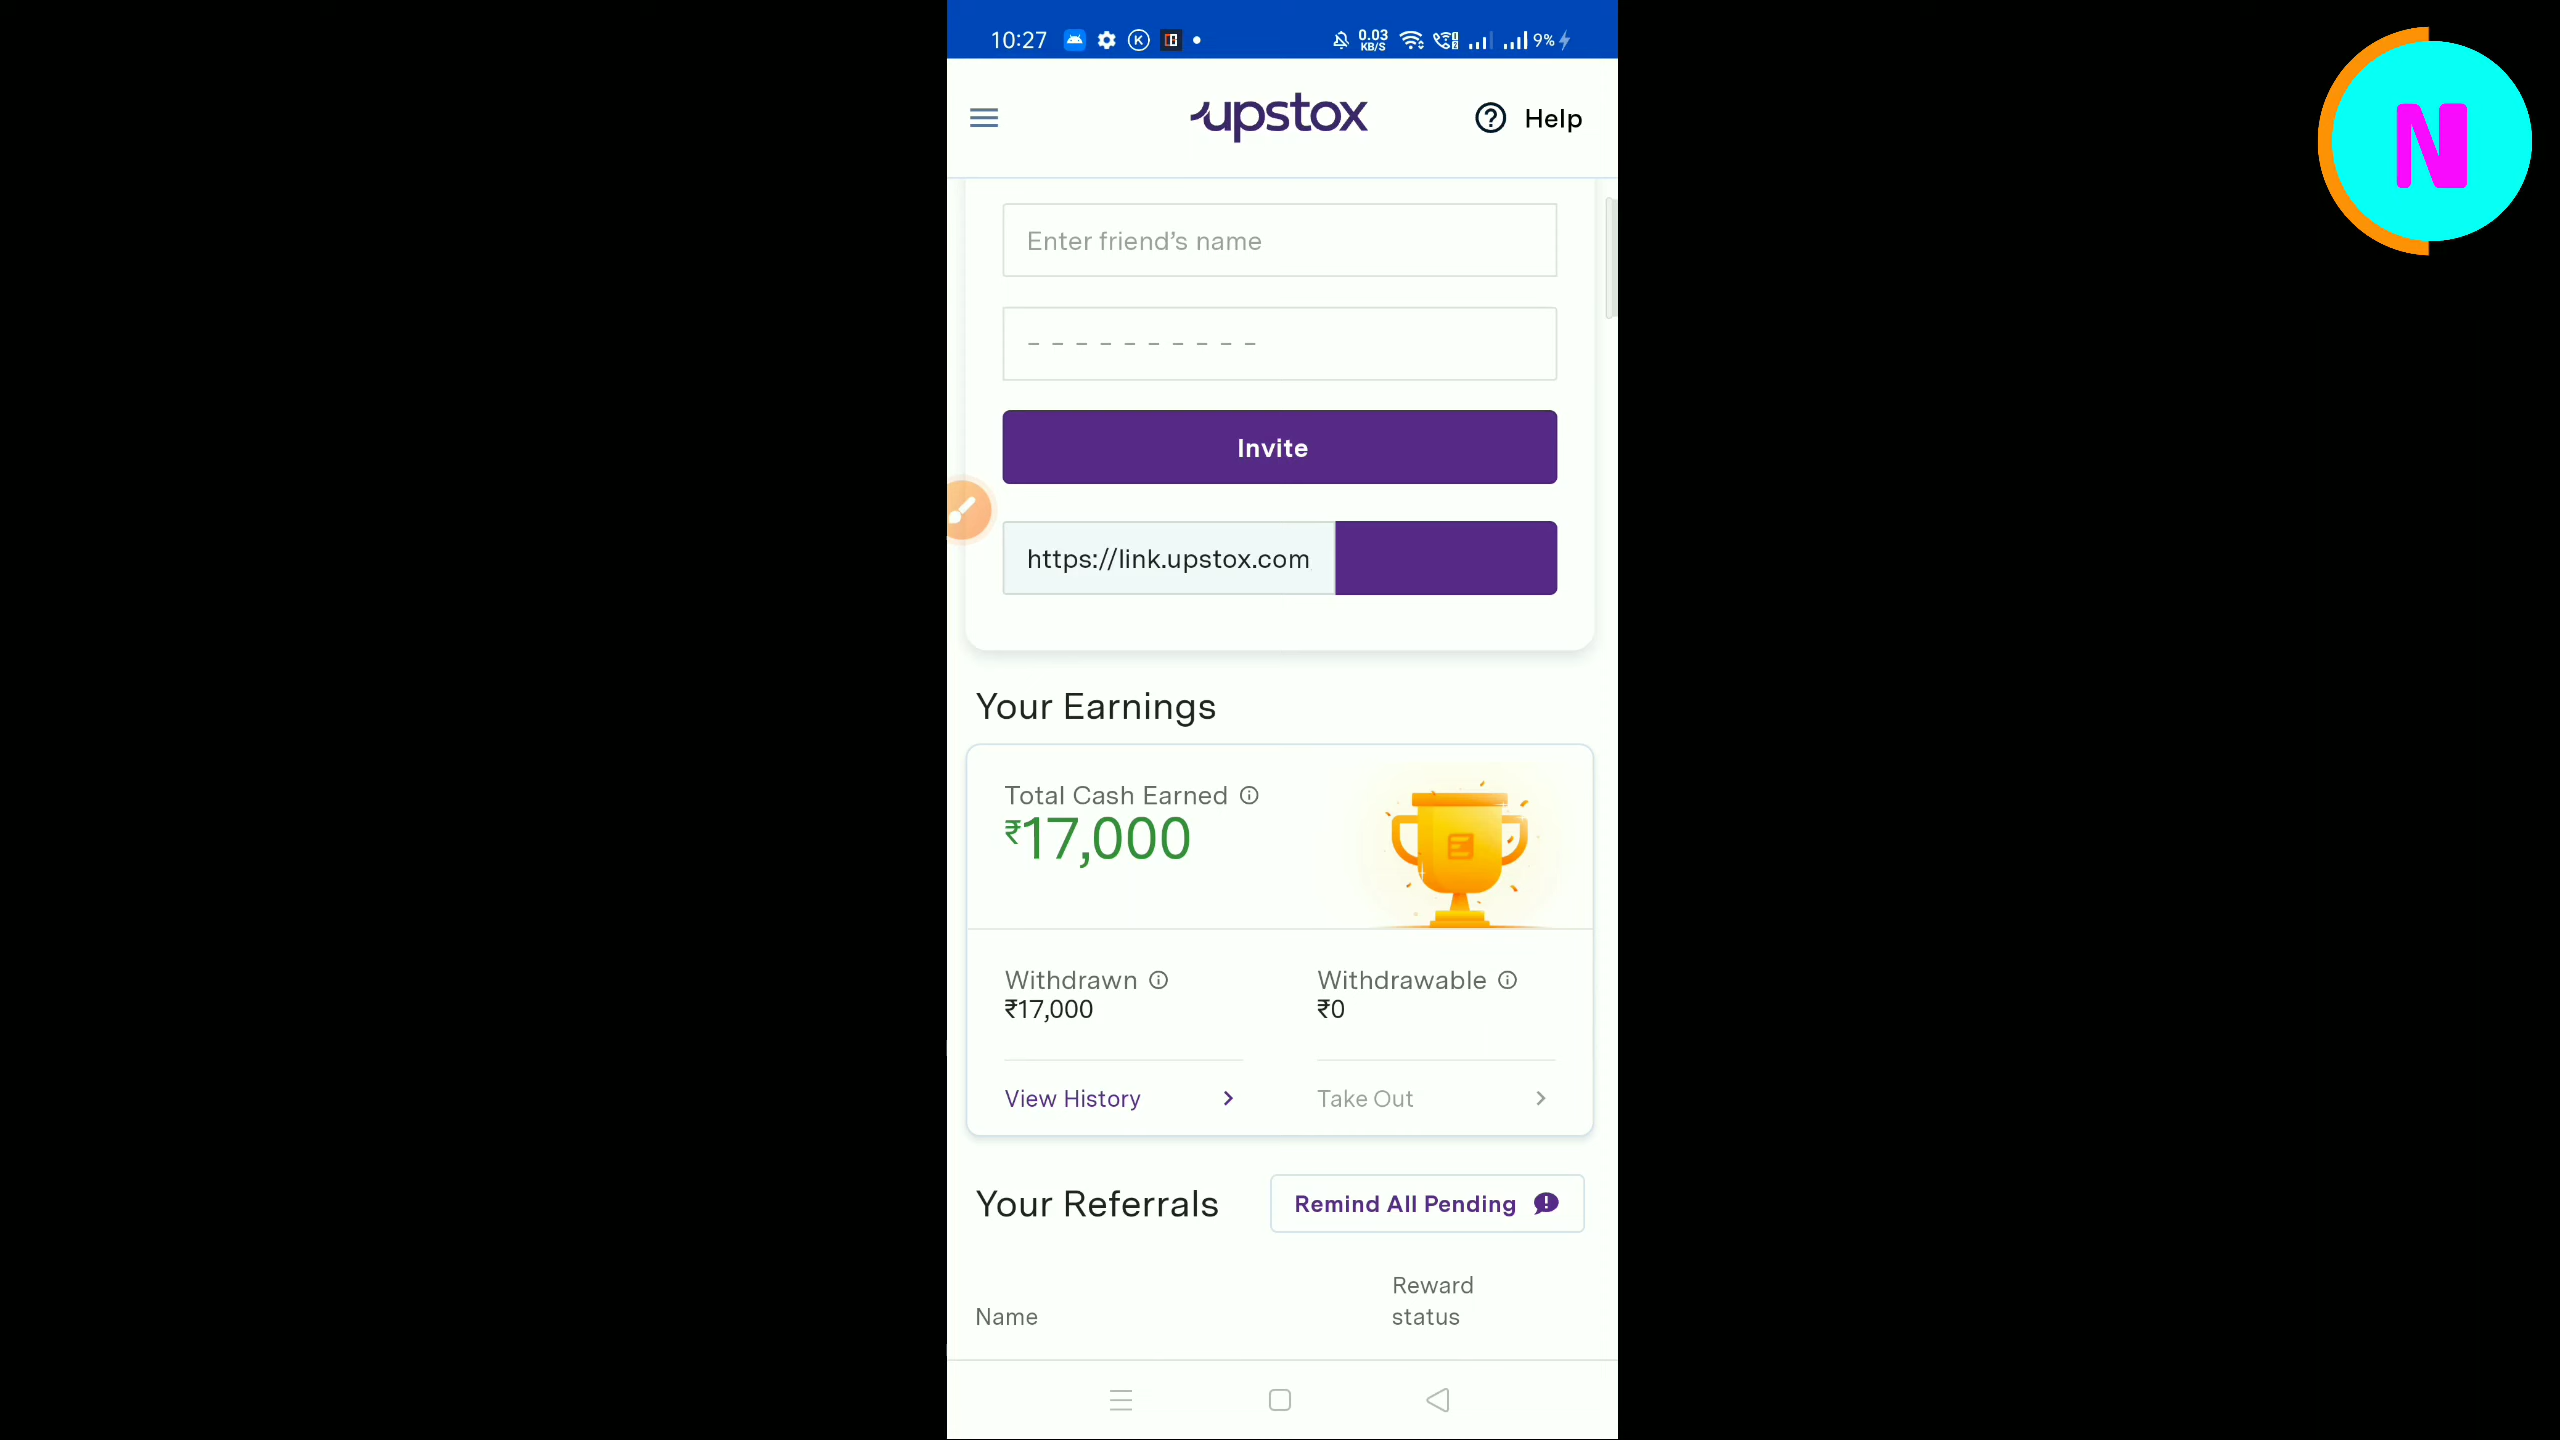 10:27 K 0.03 KB/S 9%
upstox Help
N
Enter friend's name
– – – – – – – – – –
Invite
https://link.upstox.com
Your Earnings
Total Cash Earned
₹17,000
Withdrawn Withdrawable
₹17,000 ₹0
View History Take Out
Your Referrals Remind All Pending
Name Reward status